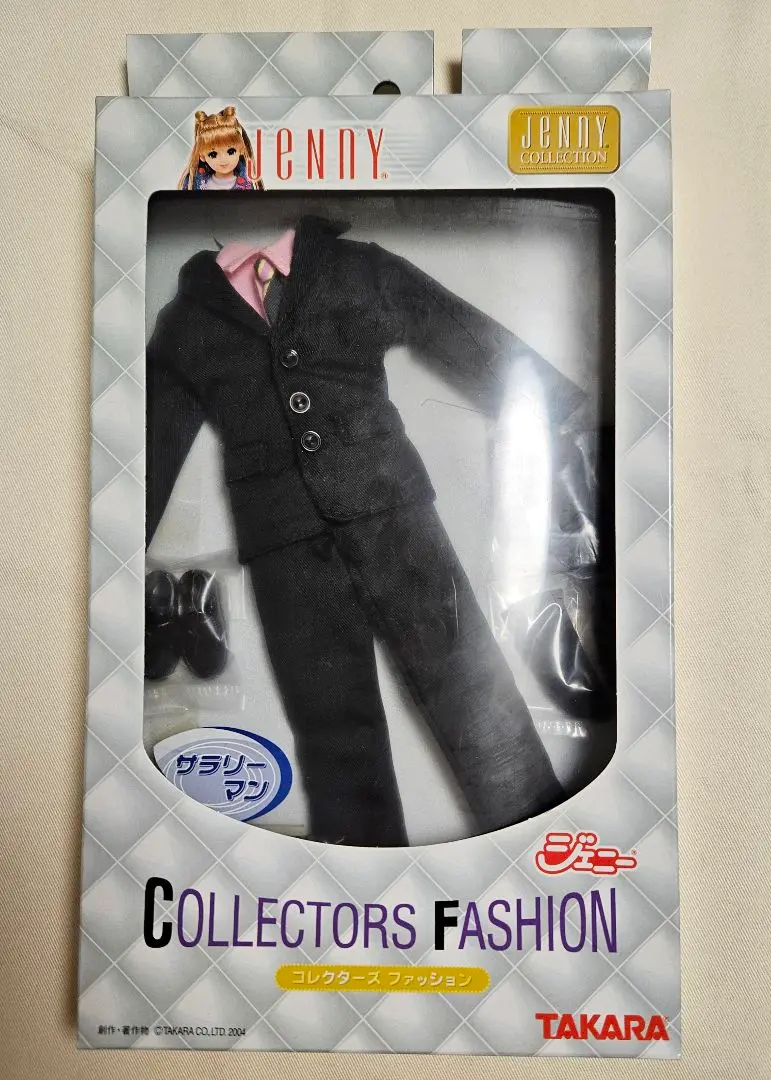 JENNY®
JENNY®
COLLECTION
サラリー
マン
ジェニー®
COLLECTORS FASHION
コレクターズ ファッション
創作・著作物 ©TAKARA CO.,LTD. 2004
TAKARA®